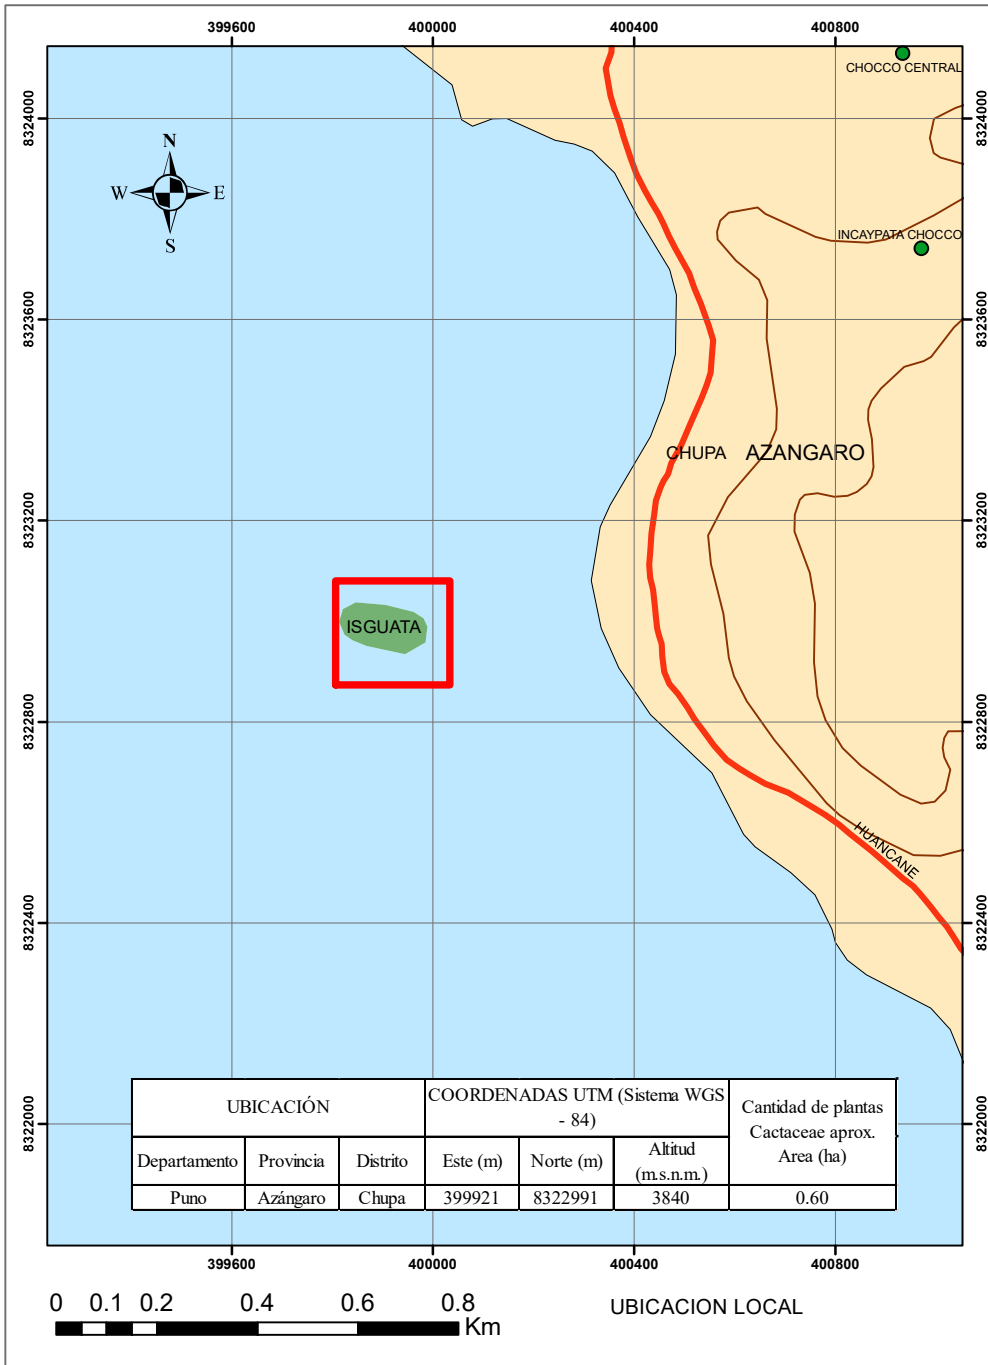 399600 400000 400400 400800
CHOCCO CENTRAL
8324000 8324000
N
W E
S
INCAYPATA CHOCCO
8323600 8323600
CHUPA AZANGARO
8323200 8323200
ISGUATA
8322800 8322800
HUANCANE
8322400 8322400
UBICACIÓN
COORDENADAS UTM (Sistema WGS
- 84)
Cantidad de plantas
Cactaceae aprox.
Area (ha)
8322000 8322000
Departamento Provincia Distrito Este (m) Norte (m) Altitud
(m.s.n.m.)
Puno Azángaro Chupa 399921 8322991 3840 0.60
399600 400000 400400 400800
0 0.1 0.2 0.4 0.6 0.8
Km
UBICACION LOCAL